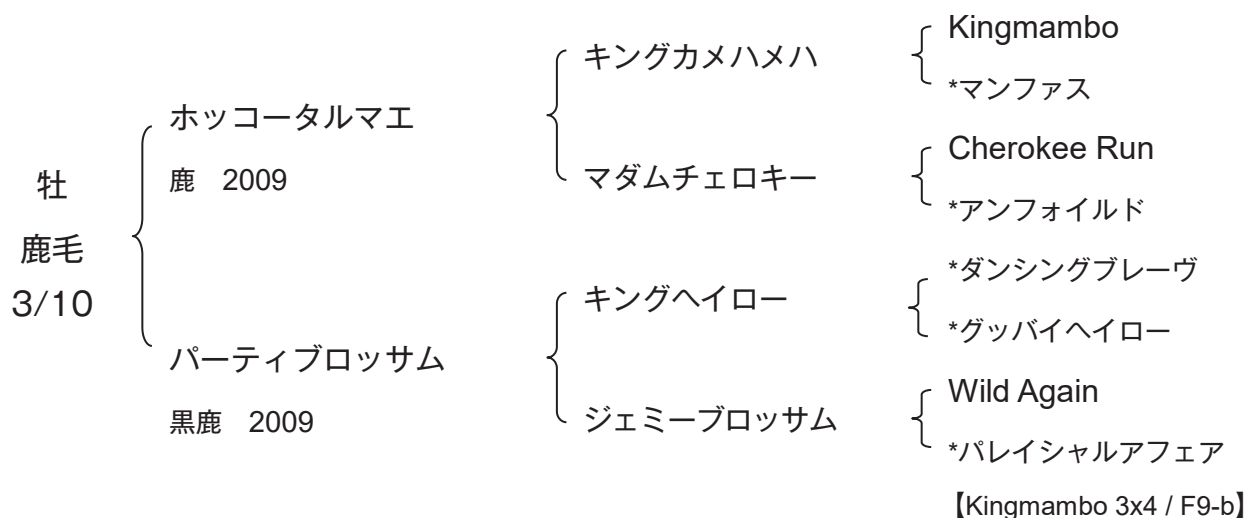 牡
鹿毛
3/10
ホッコータルマエ
鹿 2009
パーティブロッサム
黒鹿 2009
キングカメハメハ
マダムチェロキー
キングヘイロー
ジェミーブロッサム
Kingmambo
*マンファス
Cherokee Run
*アンフォイルド
*ダンシングブレーヴ
*グッバイヘイロー
Wild Again
*パレイシャルアフェア
【Kingmambo 3x4 / F9-b】